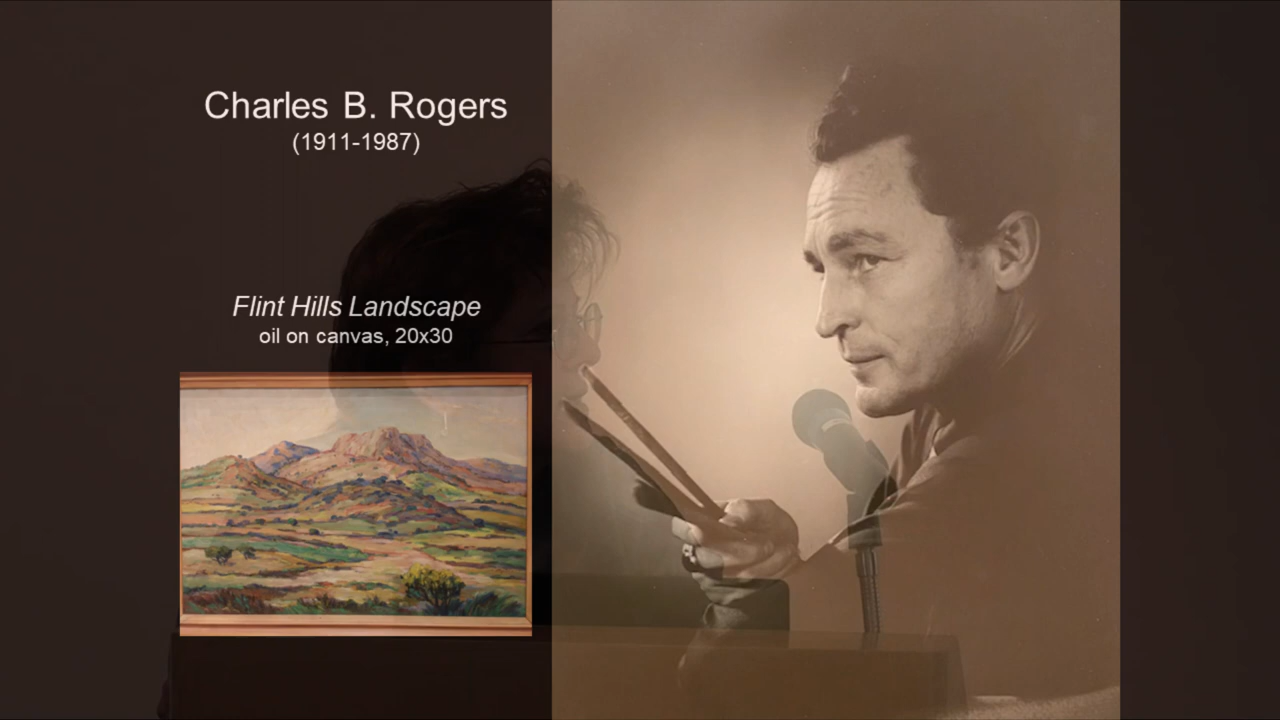 Charles B. Rogers
(1911-1987)
Flint Hills Landscape
oil on canvas, 20x30